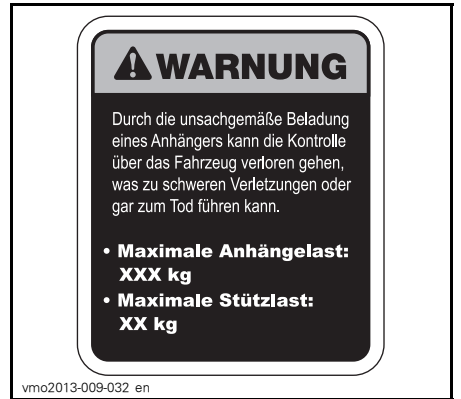 WARNUNG
Durch die unsachgemäße Beladung
eines Anhängers kann die Kontrolle
über das Fahrzeug verloren gehen,
was zu schweren Verletzungen oder
gar zum Tod führen kann.
• Maximale Anhängelast:
XXX kg
• Maximale Stützlast:
XX kg
vmo2013-009-032 en